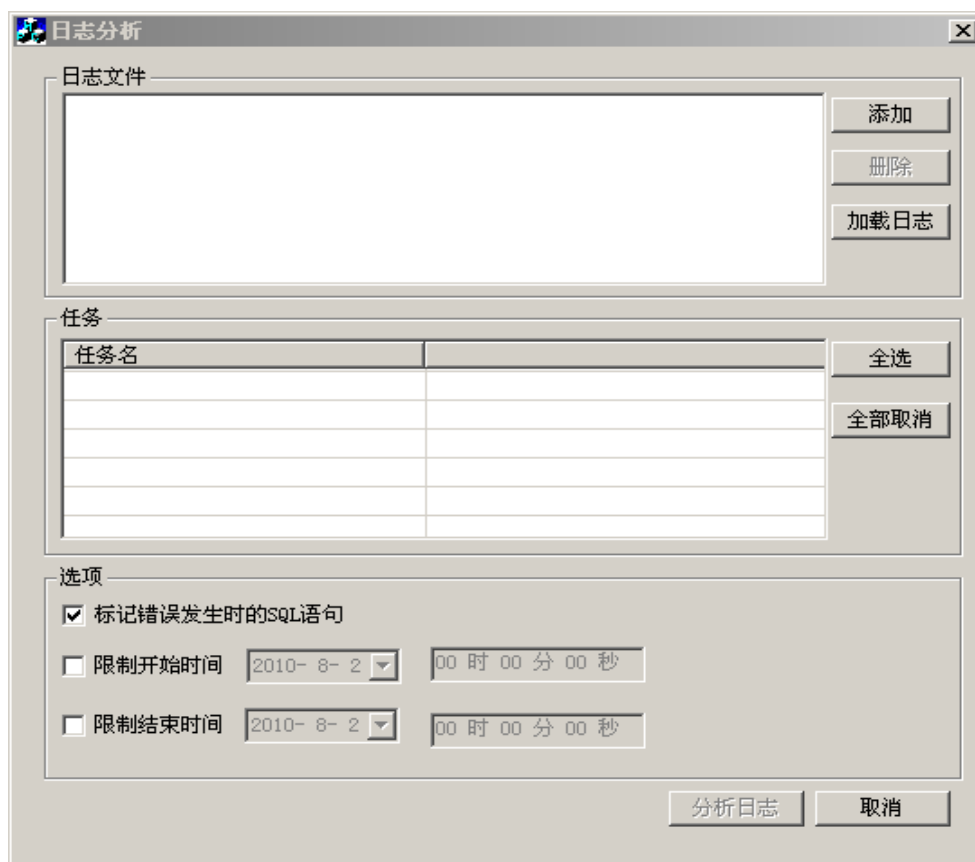 日志分析
日志文件
添加
删除
加载日志
任务
任务名
全选
全部取消
选项
标记错误发生时的SQL语句
限制开始时间 2010- 8- 2 00 时 00 分 00 秒
限制结束时间 2010- 8- 2 00 时 00 分 00 秒
分析日志 取消